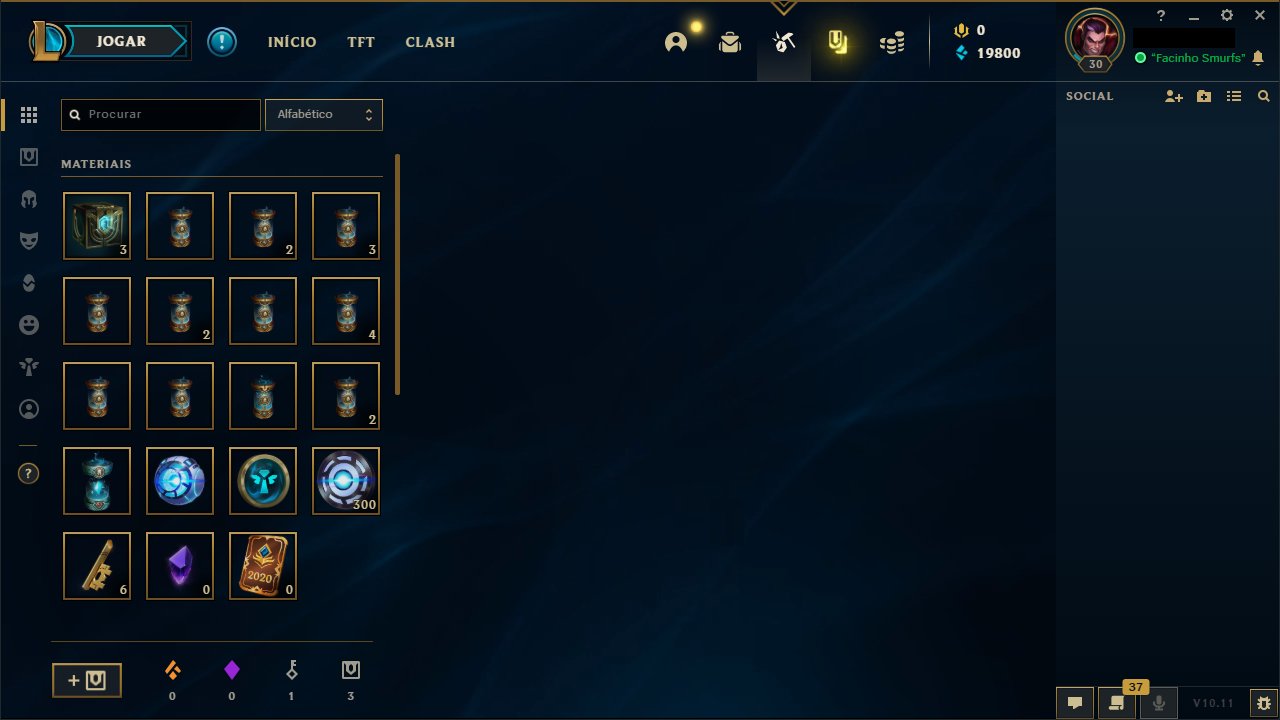 JOGAR
INÍCIO TFT CLASH
0
19800
30
"Facinho Smurfs"
SOCIAL
Procurar
Alfabético
MATERIAIS
3 2 3
2 4
2
300
6 0 2020 0
0 0 1 3
37
V10.11